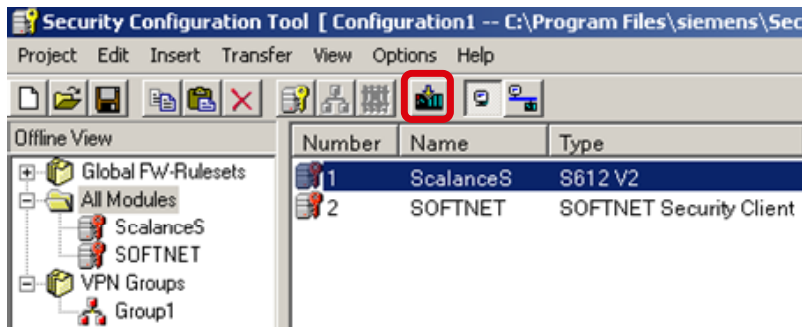 Security Configuration Tool [ Configuration1 -- C:\Program Files\siemens\Sec
Project Edit Insert Transfer View Options Help
Offline View
Global FW-Rulesets
All Modules
ScalanceS
SOFTNET
VPN Groups
Group1
Number Name Type
1 ScalanceS S612 V2
2 SOFTNET SOFTNET Security Client